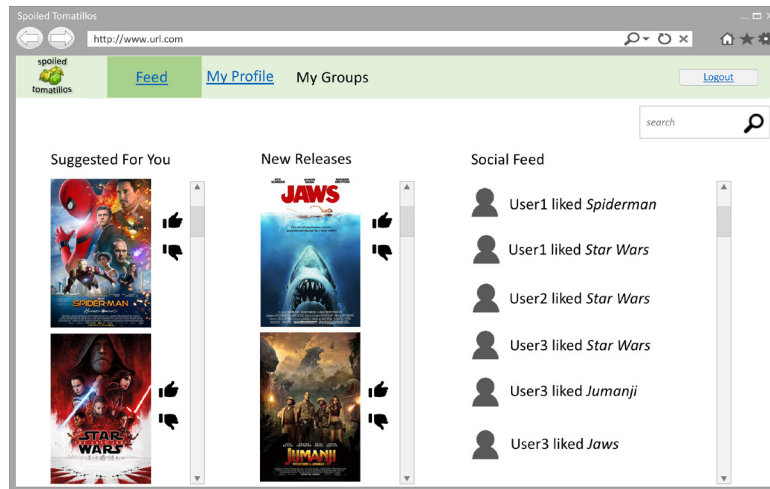 Spoiled Tomatillos
http://www.url.com
spoiled
tomatillos
Feed
My Profile
My Groups
Logout
search
Suggested For You
New Releases
Social Feed
SPIDER-MAN
JAWS
STAR
WARS
JUMANJI
User1 liked Spiderman
User1 liked Star Wars
User2 liked Star Wars
User3 liked Star Wars
User3 liked Jumanji
User3 liked Jaws